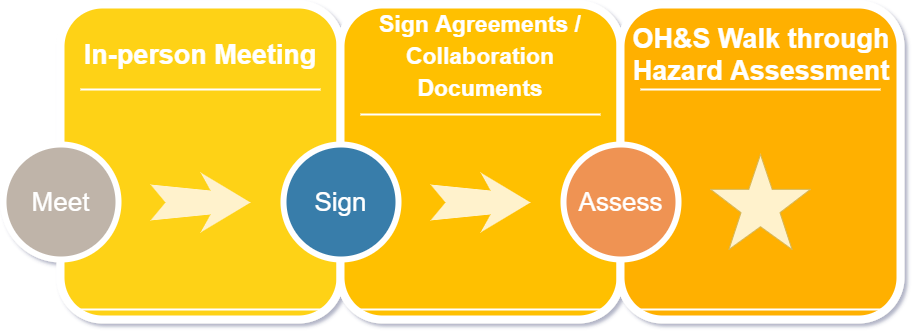 In-person Meeting
Sign Agreements /
Collaboration
Documents
OH&S Walk through
Hazard Assessment
Meet
Sign
Assess